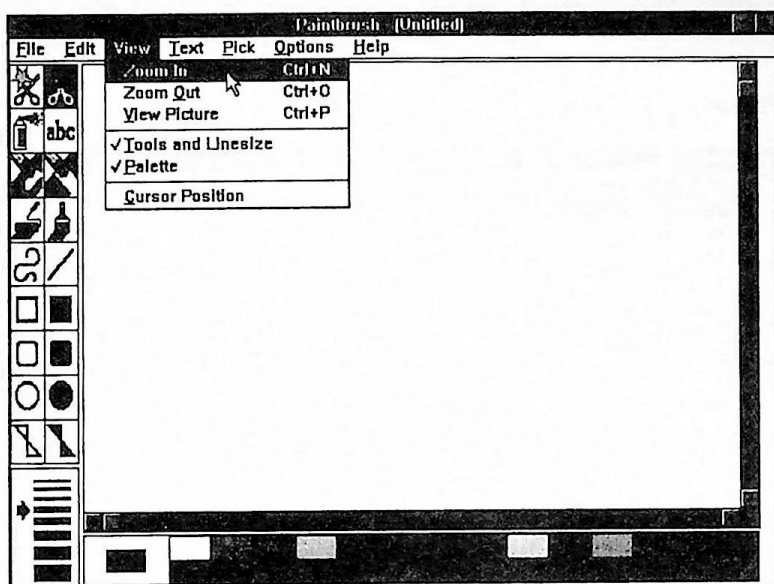 Paintbrush - (Untitled)
File Edit View Text Pick Options Help
Zoom In Ctrl+N
Zoom Out Ctrl+O
View Picture Ctrl+P
✓Tools and Linesize
✓Palette
Cursor Position
abc